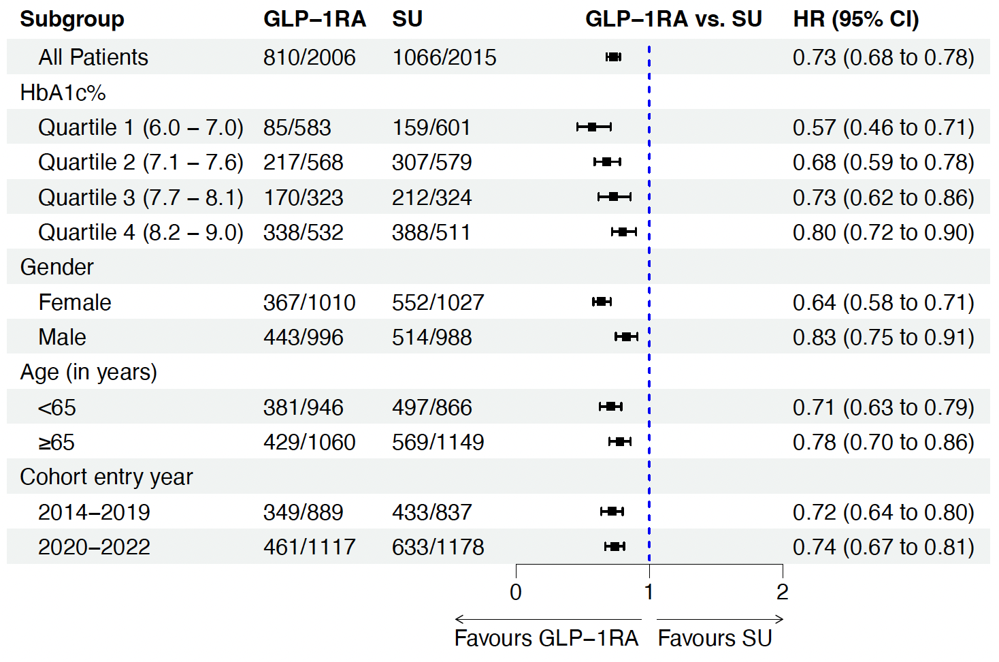 Subgroup GLP−1RA SU GLP−1RA vs. SU HR (95% CI)
All Patients 810/2006 1066/2015 0.73 (0.68 to 0.78)
HbA1c%
Quartile 1 (6.0 − 7.0) 85/583 159/601 0.57 (0.46 to 0.71)
Quartile 2 (7.1 − 7.6) 217/568 307/579 0.68 (0.59 to 0.78)
Quartile 3 (7.7 − 8.1) 170/323 212/324 0.73 (0.62 to 0.86)
Quartile 4 (8.2 − 9.0) 338/532 388/511 0.80 (0.72 to 0.90)
Gender
Female 367/1010 552/1027 0.64 (0.58 to 0.71)
Male 443/996 514/988 0.83 (0.75 to 0.91)
Age (in years)
<65 381/946 497/866 0.71 (0.63 to 0.79)
≥65 429/1060 569/1149 0.78 (0.70 to 0.86)
Cohort entry year
2014−2019 349/889 433/837 0.72 (0.64 to 0.80)
2020−2022 461/1117 633/1178 0.74 (0.67 to 0.81)
0 1 2
Favours GLP−1RA Favours SU